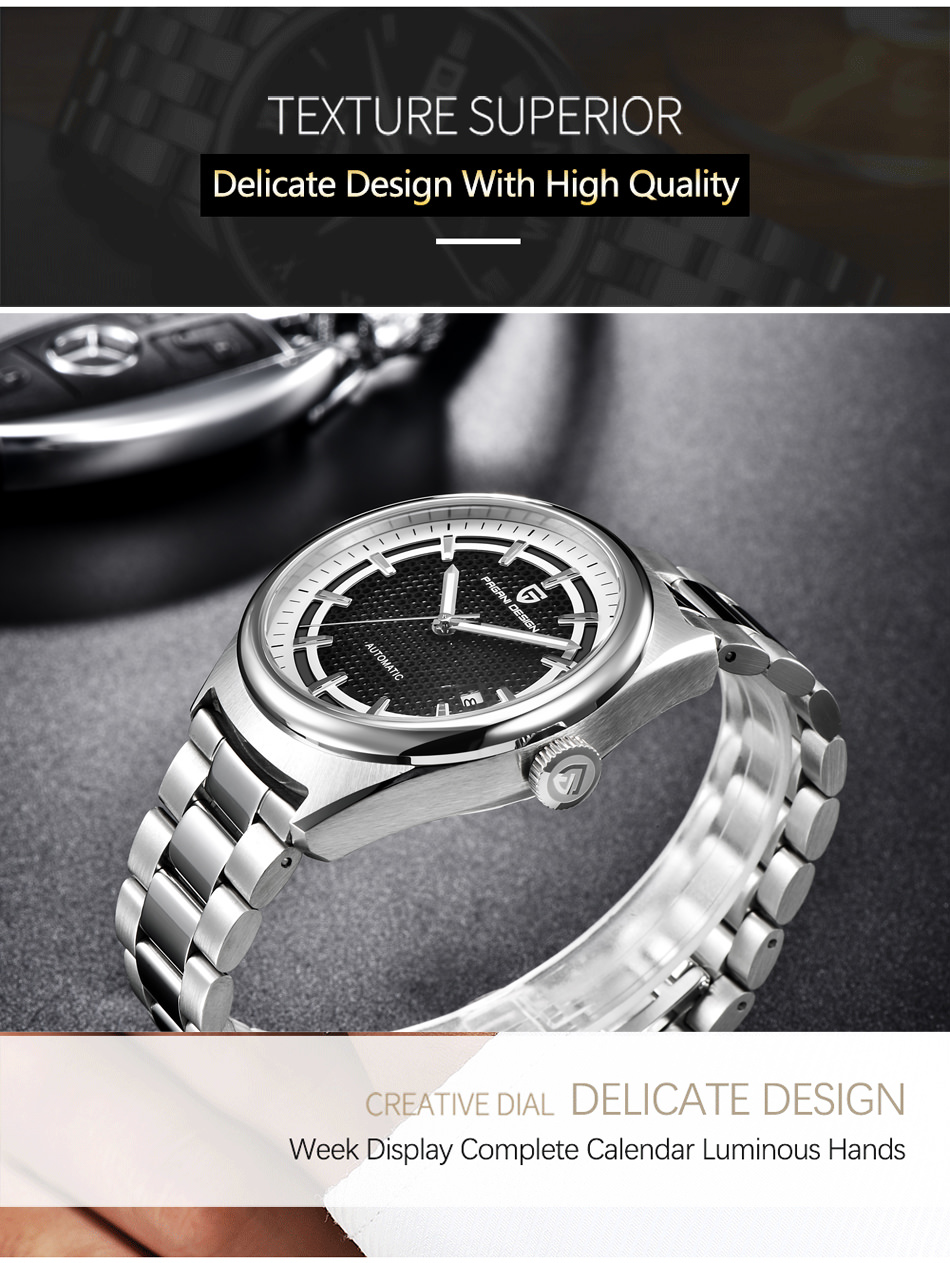 TEXTURE SUPERIOR
Delicate Design With High Quality
PAGANI DESIGN
AUTOMATIC
8
CREATIVE DIAL DELICATE DESIGN
Week Display Complete Calendar Luminous Hands